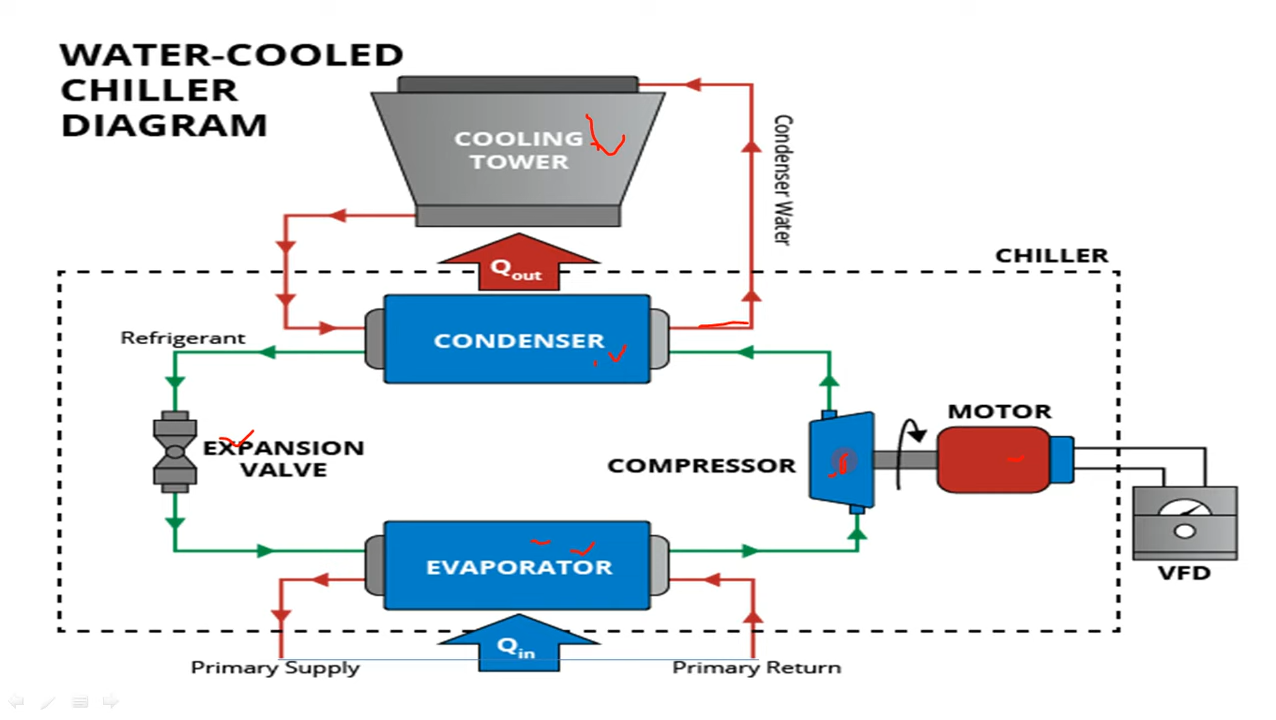 WATER-COOLED
CHILLER
DIAGRAM
COOLING
TOWER
Condenser Water
Qout
CHILLER
CONDENSER
Refrigerant
MOTOR
EXPANSION
VALVE
COMPRESSOR
EVAPORATOR
VFD
Qin
Primary Supply
Primary Return